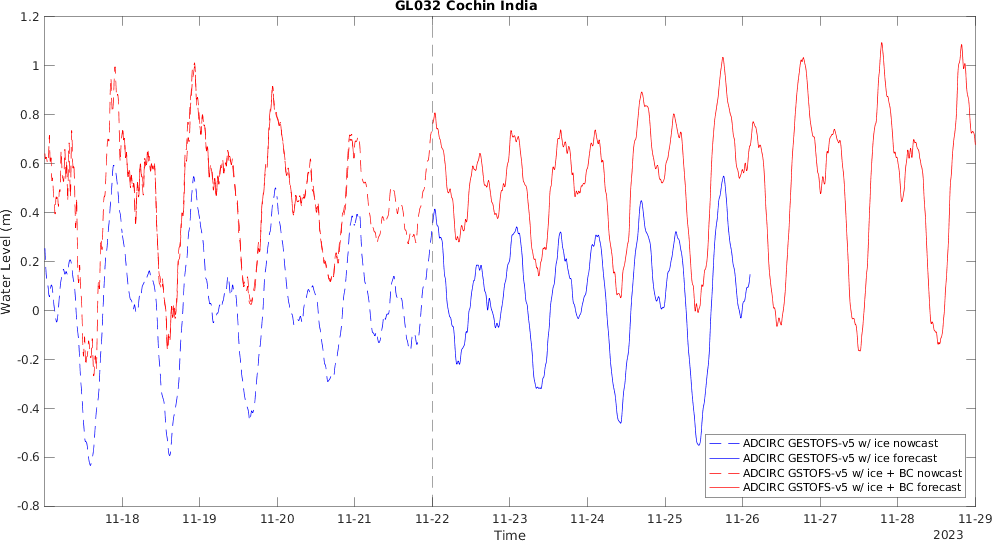 GL032 Cochin India
Water Level (m)
1.2
1
0.8
0.6
0.4
0.2
0
-0.2
-0.4
-0.6
-0.8
ADCIRC GESTOFS-v5 w/ ice nowcast
ADCIRC GESTOFS-v5 w/ ice forecast
ADCIRC GSTOFS-v5 w/ ice + BC nowcast
ADCIRC GSTOFS-v5 w/ ice + BC forecast
11-18 11-19 11-20 11-21 11-22 11-23 11-24 11-25 11-26 11-27 11-28 11-29
Time
2023